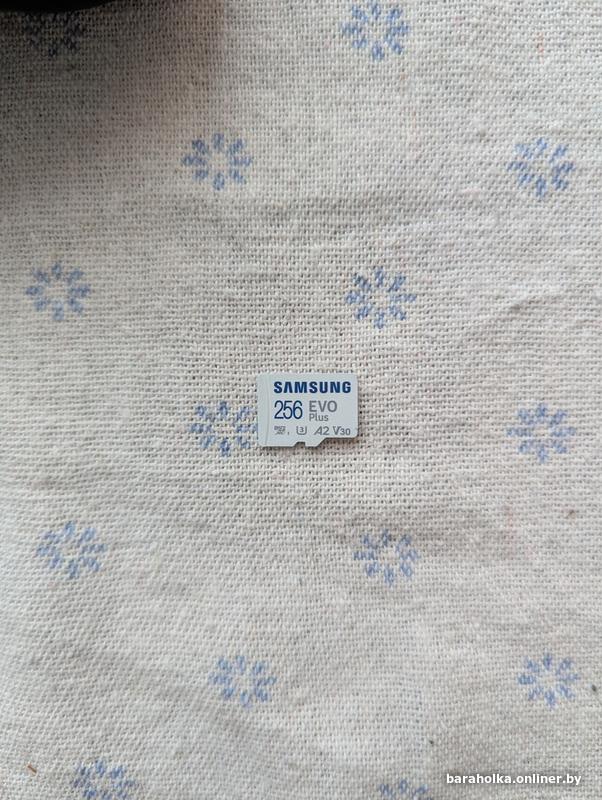 SAMSUNG
256 EVO
Plus
U3 A2 V30
baraholka.onliner.by